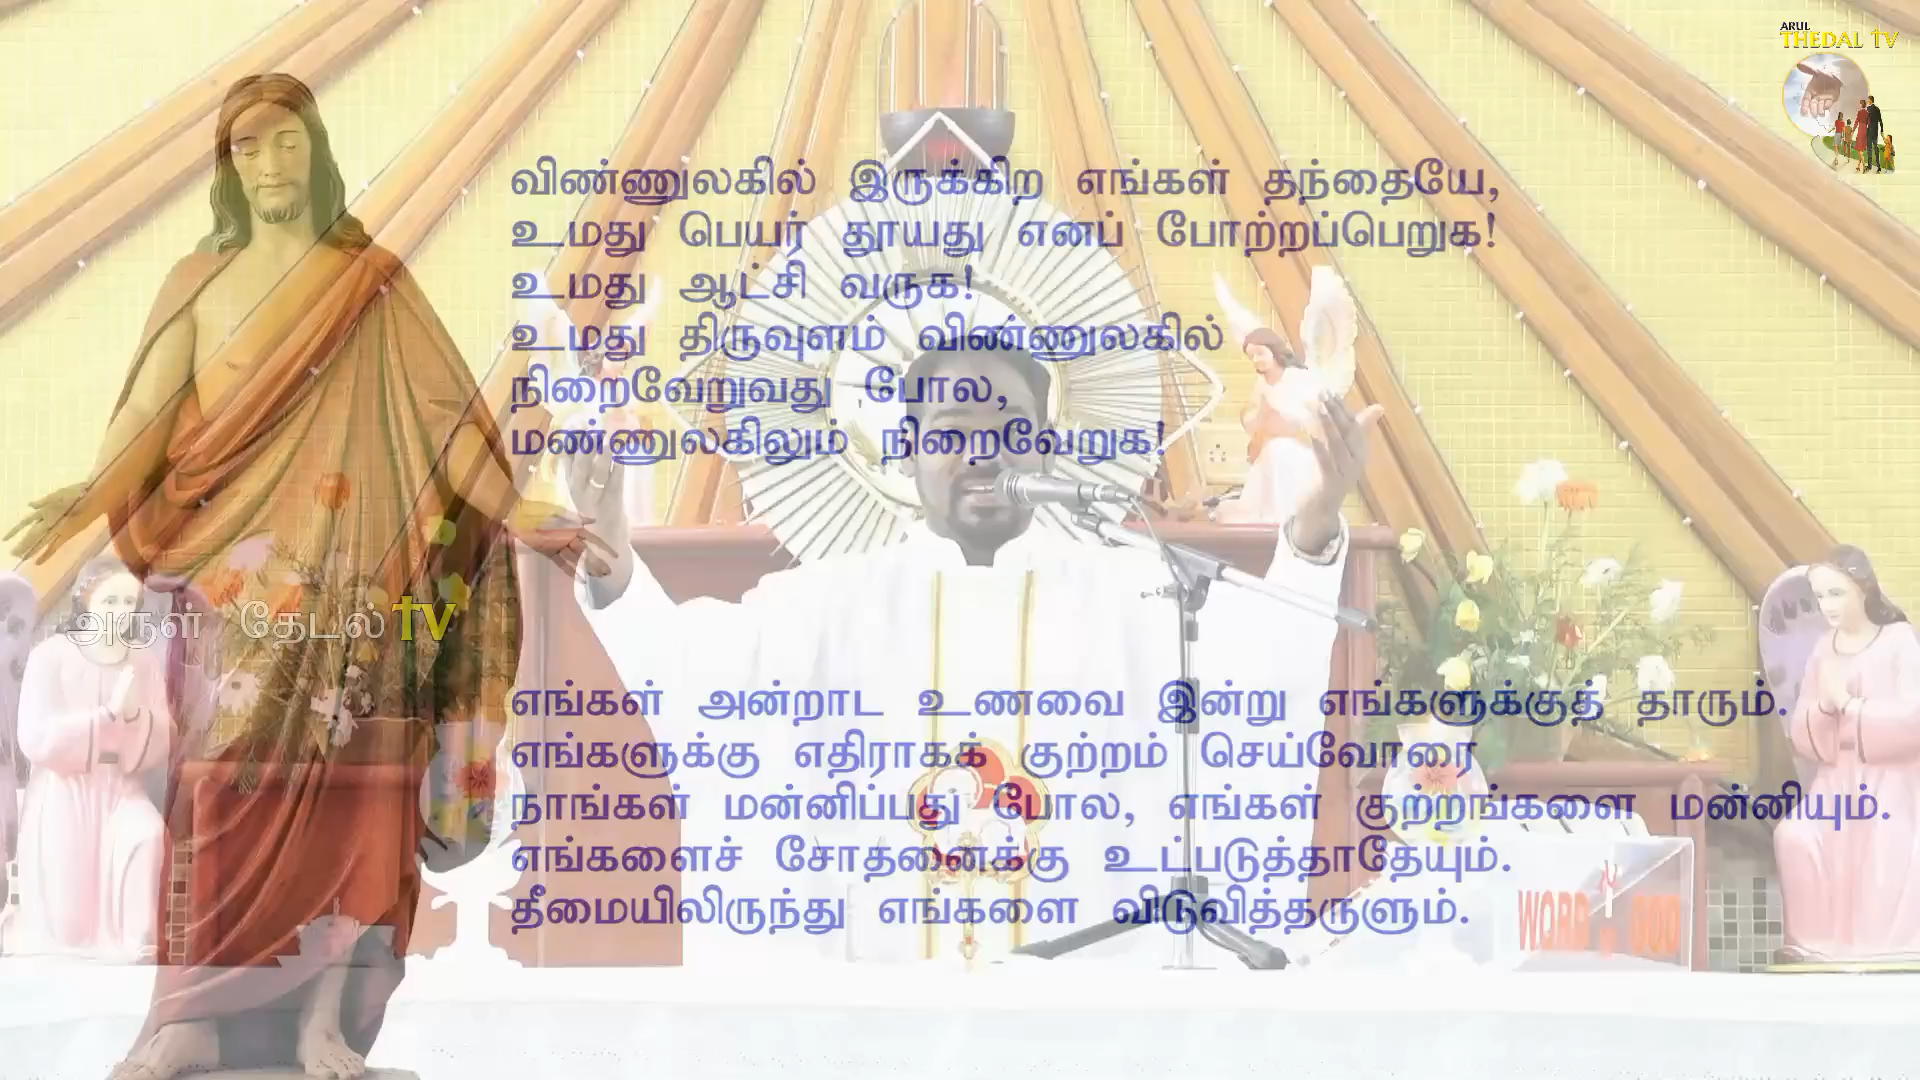 ARUL
THEDAL TV
விண்ணுலகில் இருக்கிற எங்கள் தந்தையே,
உமது பெயர் தூயது எனப் போற்றப்பெறுக!
உமது ஆட்சி வருக!
உமது திருவுளம் விண்ணுலகில்
நிறைவேறுவது போல,
மண்ணுலகிலும் நிறைவேறுக!
அருள் தேடல் TV
எங்கள் அன்றாட உணவை இன்று எங்களுக்குத் தாரும்.
எங்களுக்கு எதிராகக் குற்றம் செய்வோரை
நாங்கள் மன்னிப்பது போல, எங்கள் குற்றங்களை மன்னியும்.
எங்களைச் சோதனைக்கு உட்படுத்தாதேயும்.
தீமையிலிருந்து எங்களை விடுவித்தருளும்.
WORD GOD